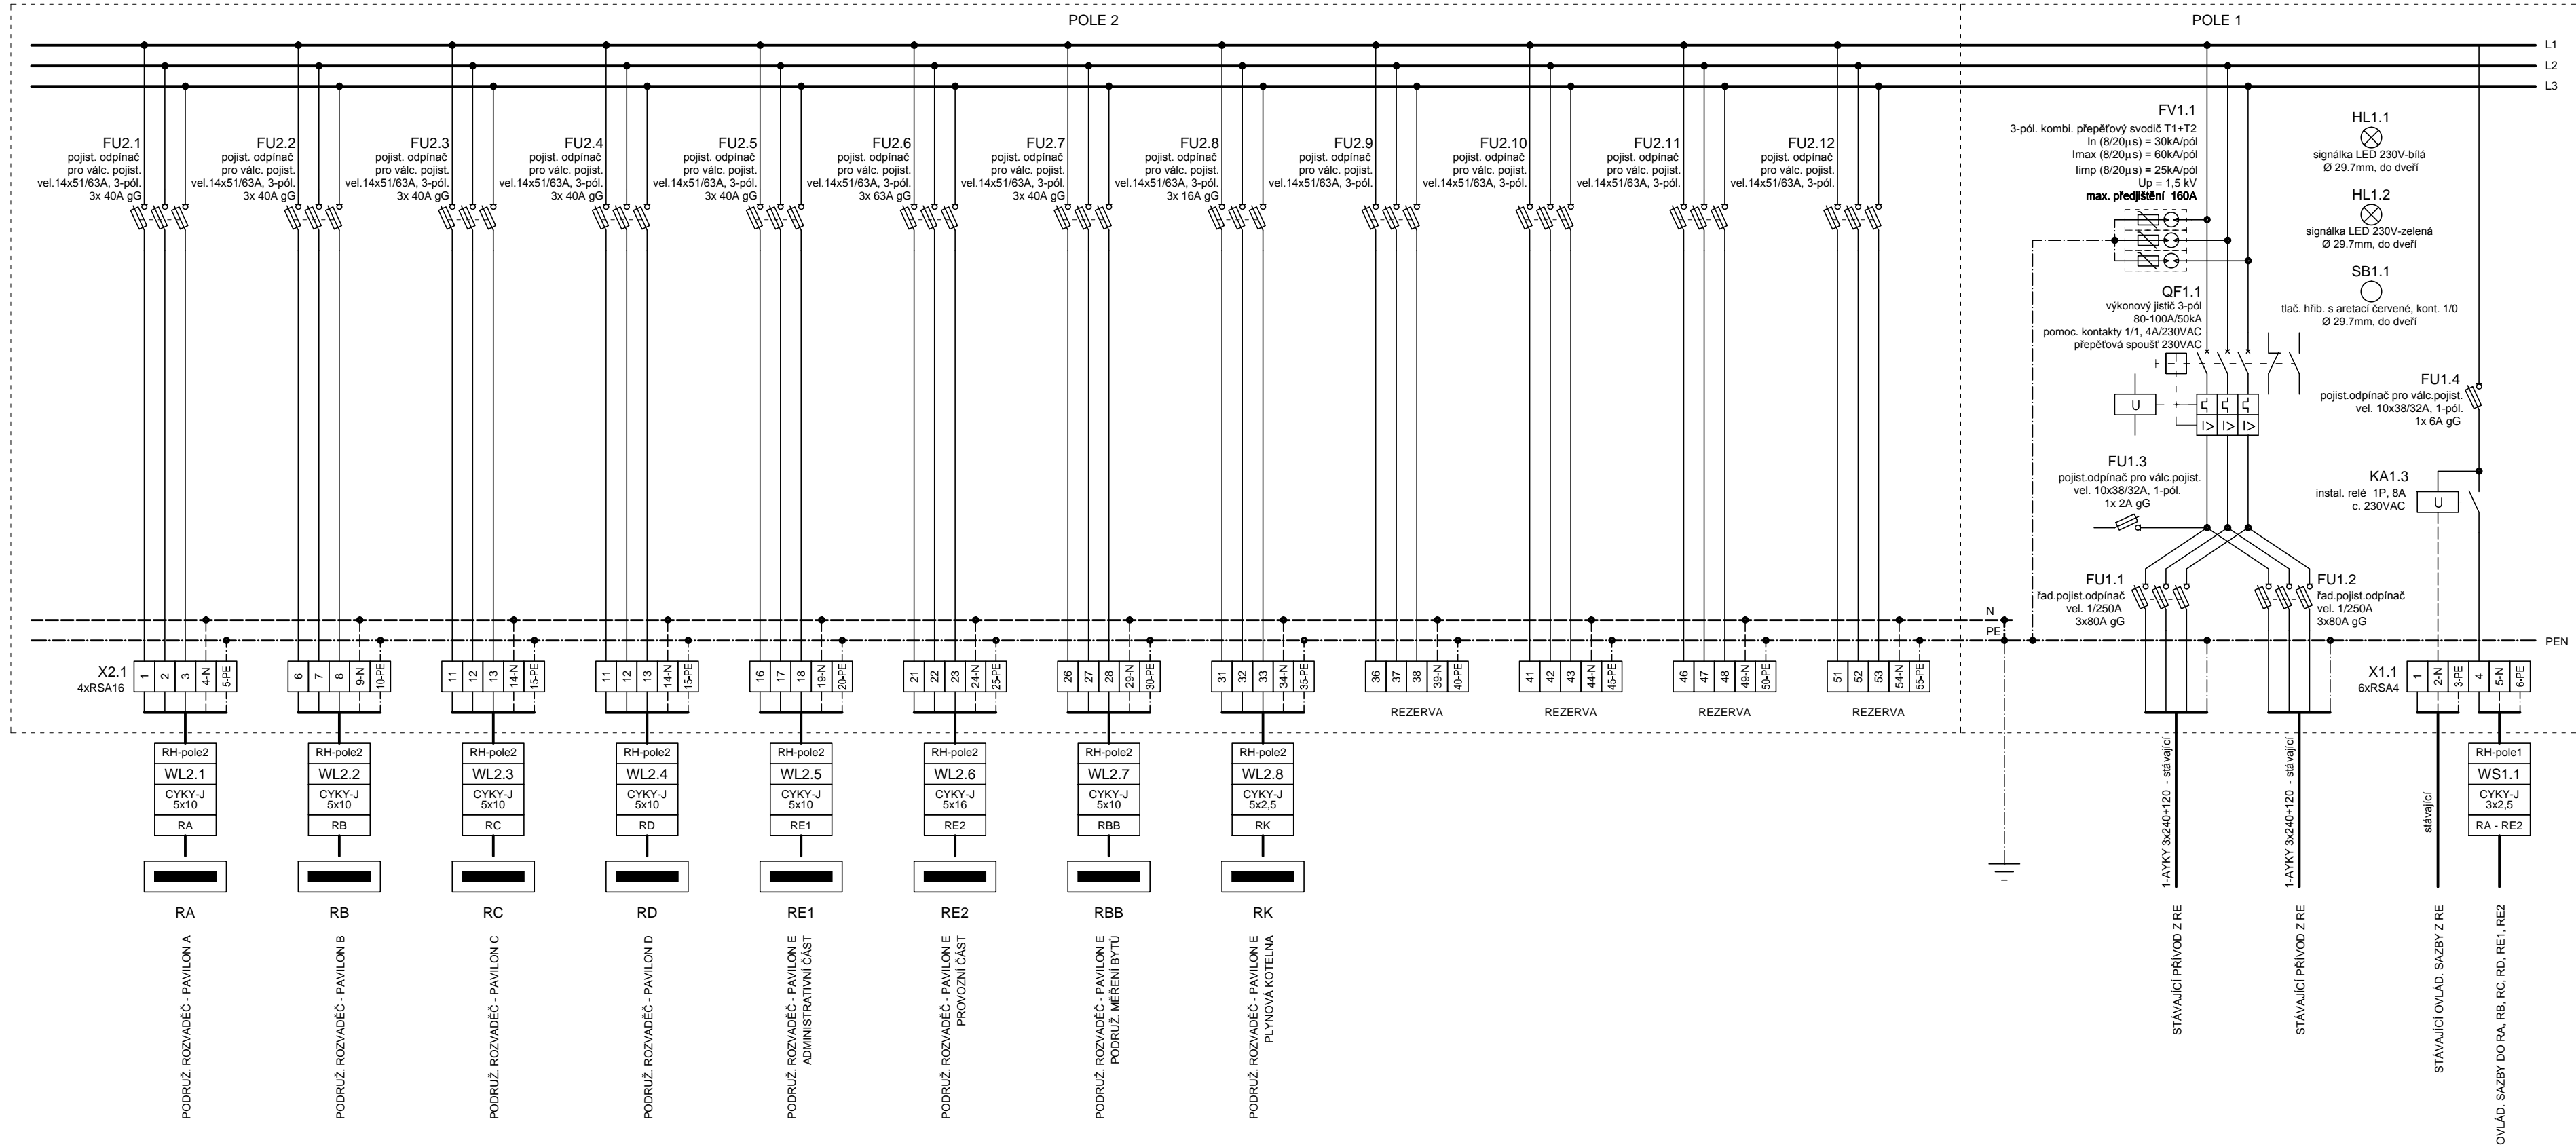 POLE 2
POLE 1
L1
L2
L3
FU2.1
pojist. odpínač
pro válc. pojist.
vel.14x51/63A, 3-pól.
3x 40A gG
FU2.2
pojist. odpínač
pro válc. pojist.
vel.14x51/63A, 3-pól.
3x 40A gG
FU2.3
pojist. odpínač
pro válc. pojist.
vel.14x51/63A, 3-pól.
3x 40A gG
FU2.4
pojist. odpínač
pro válc. pojist.
vel.14x51/63A, 3-pól.
3x 40A gG
FU2.5
pojist. odpínač
pro válc. pojist.
vel.14x51/63A, 3-pól.
3x 40A gG
FU2.6
pojist. odpínač
pro válc. pojist.
vel.14x51/63A, 3-pól.
3x 63A gG
FU2.7
pojist. odpínač
pro válc. pojist.
vel.14x51/63A, 3-pól.
3x 40A gG
FU2.8
pojist. odpínač
pro válc. pojist.
vel.14x51/63A, 3-pól.
3x 16A gG
FU2.9
pojist. odpínač
pro válc. pojist.
vel.14x51/63A, 3-pól.
FU2.10
pojist. odpínač
pro válc. pojist.
vel.14x51/63A, 3-pól.
FU2.11
pojist. odpínač
pro válc. pojist.
vel.14x51/63A, 3-pól.
FU2.12
pojist. odpínač
pro válc. pojist.
vel.14x51/63A, 3-pól.
FV1.1
3-pól. kombi. přepěťový svodič T1+T2
In (8/20µs) = 30kA/pól
Imax (8/20µs) = 60kA/pól
Iimp (8/20µs) = 25kA/pól
Up = 1,5 kV
max. předjištění 160A
HL1.1
signálka LED 230V-bílá
Ø 29.7mm, do dveří
HL1.2
signálka LED 230V-zelená
Ø 29.7mm, do dveří
SB1.1
tlač. hřib. s aretací červené, kont. 1/0
Ø 29.7mm, do dveří
QF1.1
výkonový jistič 3-pól
80-100A/50kA
pomoc. kontakty 1/1, 4A/230VAC
přepěťová spoušť 230VAC
U
I> I> I>
FU1.4
pojist.odpínač pro válc.pojist.
vel. 10x38/32A, 1-pól.
1x 6A gG
FU1.3
pojist.odpínač pro válc.pojist.
vel. 10x38/32A, 1-pól.
1x 2A gG
KA1.3
instal. relé 1P, 8A
c. 230VAC
U
FU1.1
řad.pojist.odpínač
vel. 1/250A
3x80A gG
FU1.2
řad.pojist.odpínač
vel. 1/250A
3x80A gG
N
PE
PEN
X2.1
4xRSA16
1 2 3 4-N 5-PE
6 7 8 9-N 10-PE
11 12 13 14-N 15-PE
11 12 13 14-N 15-PE
16 17 18 19-N 20-PE
21 22 23 24-N 25-PE
26 27 28 29-N 30-PE
31 32 33 34-N 35-PE
36 37 38 39-N 40-PE
41 42 43 44-N 45-PE
46 47 48 49-N 50-PE
51 52 53 54-N 55-PE
X1.1
6xRSA4
1 2-N 3-PE 4 5-N 6-PE
REZERVA
REZERVA
REZERVA
REZERVA
RH-pole2
WL2.1
CYKY-J
5x10
RA
RH-pole2
WL2.2
CYKY-J
5x10
RB
RH-pole2
WL2.3
CYKY-J
5x10
RC
RH-pole2
WL2.4
CYKY-J
5x10
RD
RH-pole2
WL2.5
CYKY-J
5x10
RE1
RH-pole2
WL2.6
CYKY-J
5x16
RE2
RH-pole2
WL2.7
CYKY-J
5x10
RBB
RH-pole2
WL2.8
CYKY-J
5x2,5
RK
1-AYKY 3x240+120 - stávající
1-AYKY 3x240+120 - stávající
stávající
RH-pole1
WS1.1
CYKY-J
3x2,5
RA - RE2
RA
PODRUŽ. ROZVADĚČ - PAVILON A
RB
PODRUŽ. ROZVADĚČ - PAVILON B
RC
PODRUŽ. ROZVADĚČ - PAVILON C
RD
PODRUŽ. ROZVADĚČ - PAVILON D
RE1
PODRUŽ. ROZVADĚČ - PAVILON E
ADMINISTRATIVNÍ ČÁST
RE2
PODRUŽ. ROZVADĚČ - PAVILON E
PROVOZNÍ ČÁST
RBB
PODRUŽ. ROZVADĚČ - PAVILON E
PODRUŽ. MĚŘENÍ BYTŮ
RK
PODRUŽ. ROZVADĚČ - PAVILON E
PLYNOVÁ KOTELNA
STÁVAJÍCÍ PŘÍVOD Z RE
STÁVAJÍCÍ PŘÍVOD Z RE
STÁVAJÍCÍ OVLÁD. SAZBY Z RE
OVLÁD. SAZBY DO RA, RB, RC, RD, RE1, RE2